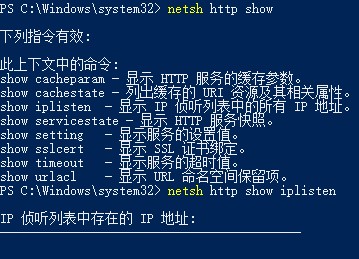 PS C:\Windows\system32> netsh http show
下列指令有效:
此上下文中的命令:
show cacheparam - 显示 HTTP 服务的缓存参数。
show cachestate - 列出缓存的 URI 资源及其相关属性。
show iplisten - 显示 IP 侦听列表中的所有 IP 地址。
show servicestate - 显示 HTTP 服务快照。
show setting - 显示服务的设置值。
show sslcert - 显示 SSL 证书绑定。
show timeout - 显示服务的超时值。
show urlacl - 显示 URL 命名空间保留项。
PS C:\Windows\system32> netsh http show iplisten
IP 侦听列表中存在的 IP 地址: